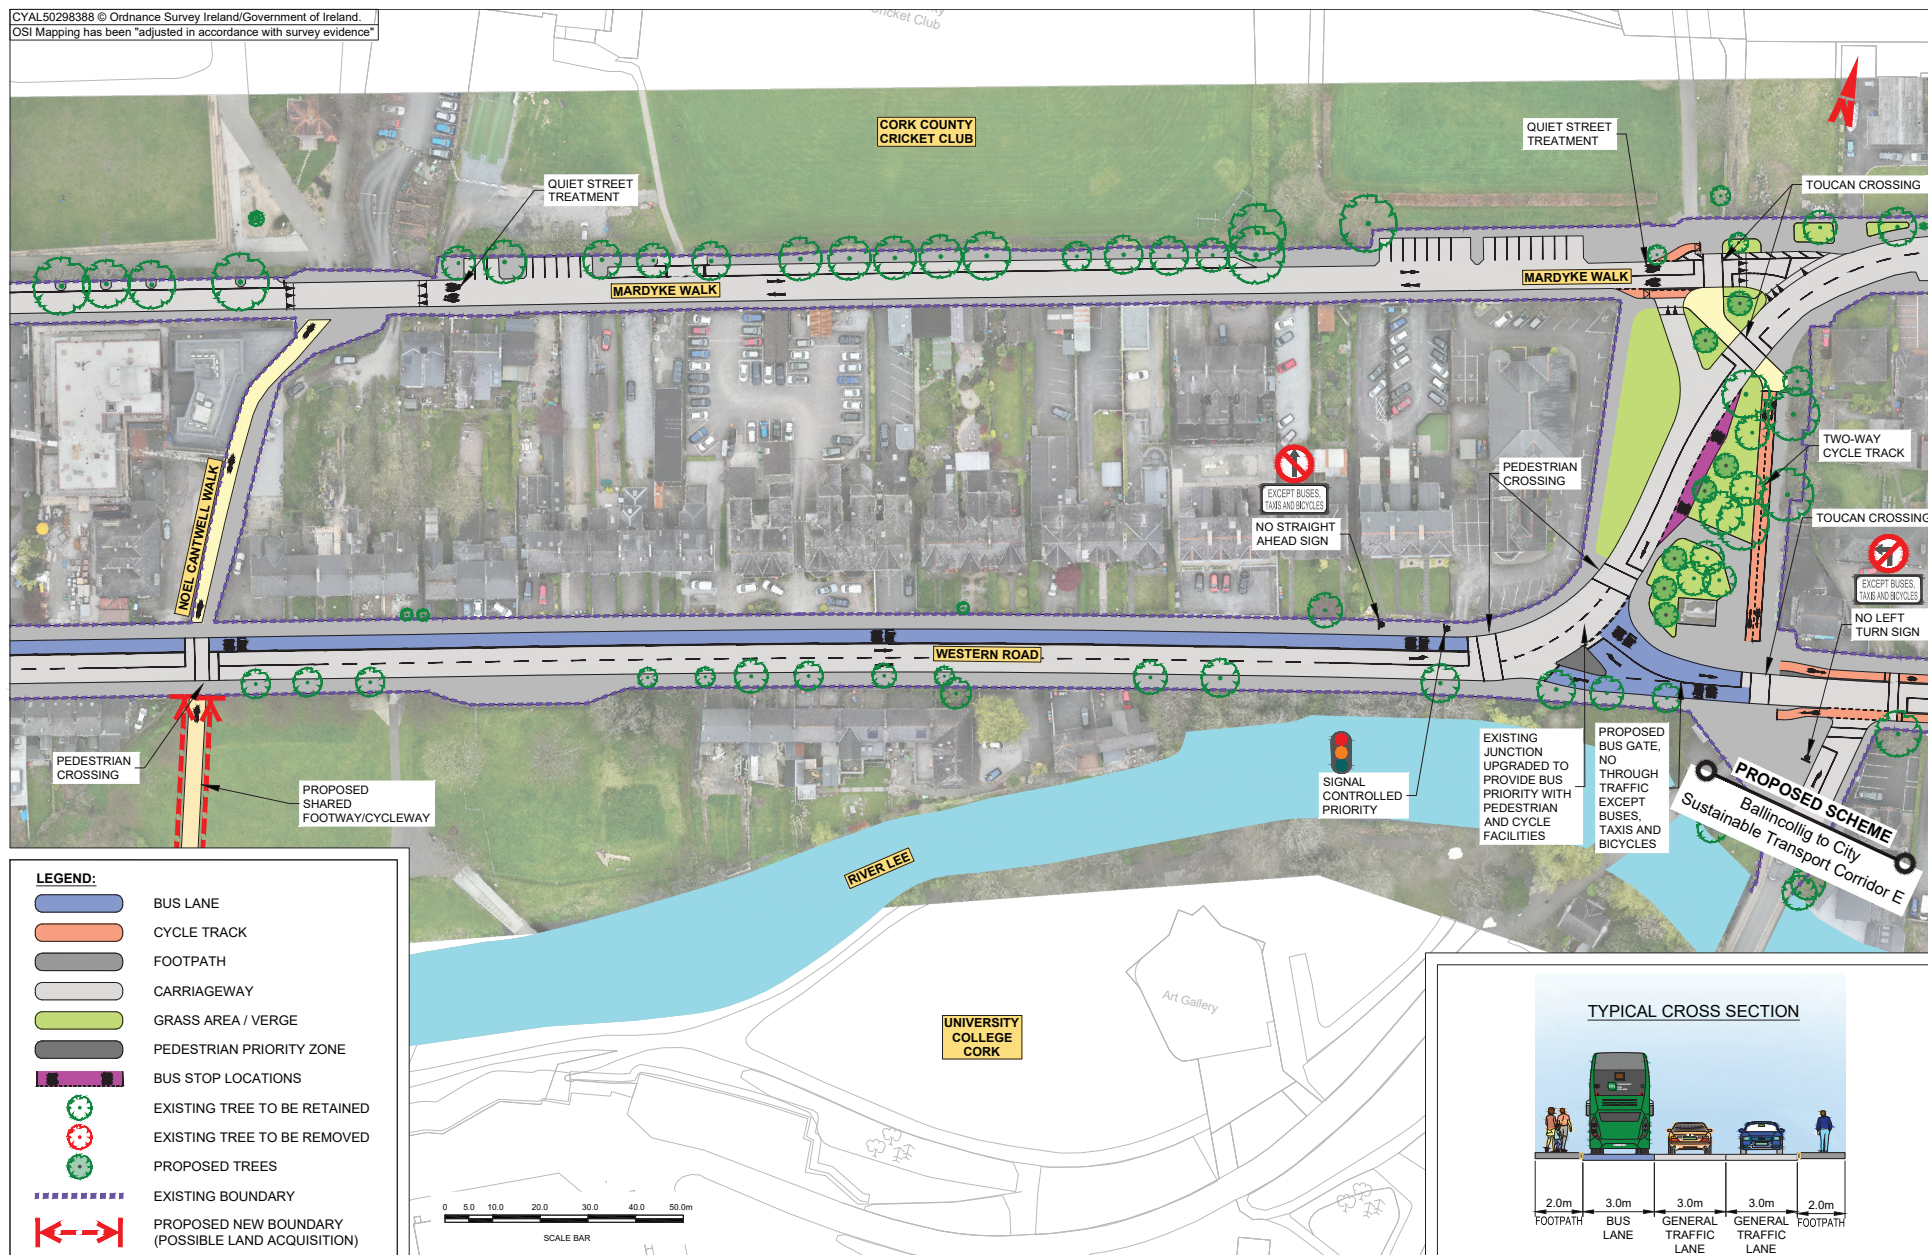 CYAL50298388 © Ordnance Survey Ireland/Government of Ireland.
OSI Mapping has been "adjusted in accordance with survey evidence"
Cricket Club
CORK COUNTY
CRICKET CLUB
QUIET STREET
TREATMENT
QUIET STREET
TREATMENT
TOUCAN CROSSING
N
MARDYKE WALK
MARDYKE WALK
NOEL CANTWELL WALK
EXCEPT BUSES,
TAXIS AND BICYCLES
NO STRAIGHT
AHEAD SIGN
PEDESTRIAN
CROSSING
TWO-WAY
CYCLE TRACK
TOUCAN CROSSING
EXCEPT BUSES,
TAXIS AND BICYCLES
NO LEFT
TURN SIGN
WESTERN ROAD
PEDESTRIAN
CROSSING
PROPOSED
SHARED
FOOTWAY/CYCLEWAY
SIGNAL
CONTROLLED
PRIORITY
EXISTING
JUNCTION
UPGRADED TO
PROVIDE BUS
PRIORITY WITH
PEDESTRIAN
AND CYCLE
FACILITIES
PROPOSED
BUS GATE,
NO
THROUGH
TRAFFIC
EXCEPT
BUSES,
TAXIS AND
BICYCLES
PROPOSED SCHEME
Ballincollig to City
Sustainable Transport Corridor E
RIVER LEE
UNIVERSITY
COLLEGE
CORK
Art Gallery
LEGEND:
BUS LANE
CYCLE TRACK
FOOTPATH
CARRIAGEWAY
GRASS AREA / VERGE
PEDESTRIAN PRIORITY ZONE
BUS STOP LOCATIONS
EXISTING TREE TO BE RETAINED
EXISTING TREE TO BE REMOVED
PROPOSED TREES
EXISTING BOUNDARY
PROPOSED NEW BOUNDARY
(POSSIBLE LAND ACQUISITION)
0 5.0 10.0 20.0 30.0 40.0 50.0m
SCALE BAR
TYPICAL CROSS SECTION
2.0m 3.0m 3.0m 3.0m 2.0m
FOOTPATH BUS GENERAL GENERAL FOOTPATH
LANE TRAFFIC TRAFFIC
LANE LANE